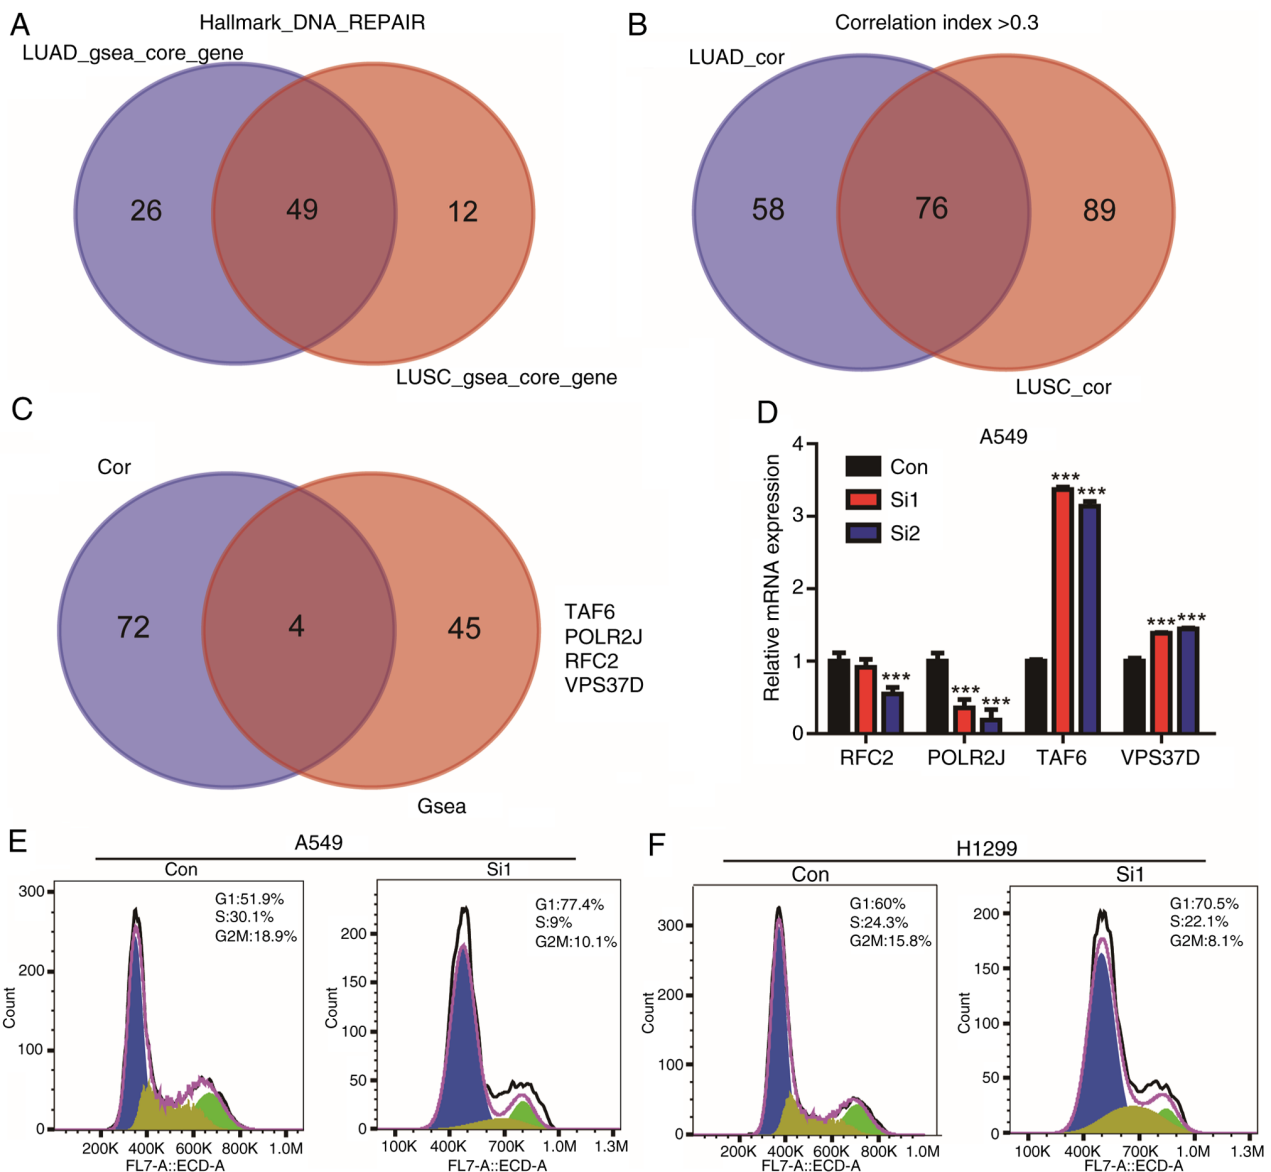 A
Hallmark_DNA_REPAIR
LUAD_gsea_core_gene
26
49
12
LUSC_gsea_core_gene
B
Correlation index >0.3
LUAD_cor
58
76
89
LUSC_cor
C
Cor
72
4
45
TAF6
POLR2J
RFC2
VPS37D
Gsea
D
A549
Relative mRNA expression
4
3
2
1
0
Con
Si1
Si2
***
***
***
***
***
***
***
RFC2 POLR2J TAF6 VPS37D
E
A549
Con
G1:51.9%
S:30.1%
G2M:18.9%
Count
300
200
100
0
200K 400K 600K 800K 1.0M
FL7-A::ECD-A
Si1
G1:77.4%
S:9%
G2M:10.1%
Count
200
150
100
50
0
100K 400K 700K 1.0M 1.3M
FL7-A::ECD-A
F
H1299
Con
G1:60%
S:24.3%
G2M:15.8%
Count
300
200
100
0
200K 400K 600K 800K 1.0M
FL7-A::ECD-A
Si1
G1:70.5%
S:22.1%
G2M:8.1%
Count
200
150
100
50
0
100K 400K 700K 1.0M 1.3M
FL7-A::ECD-A